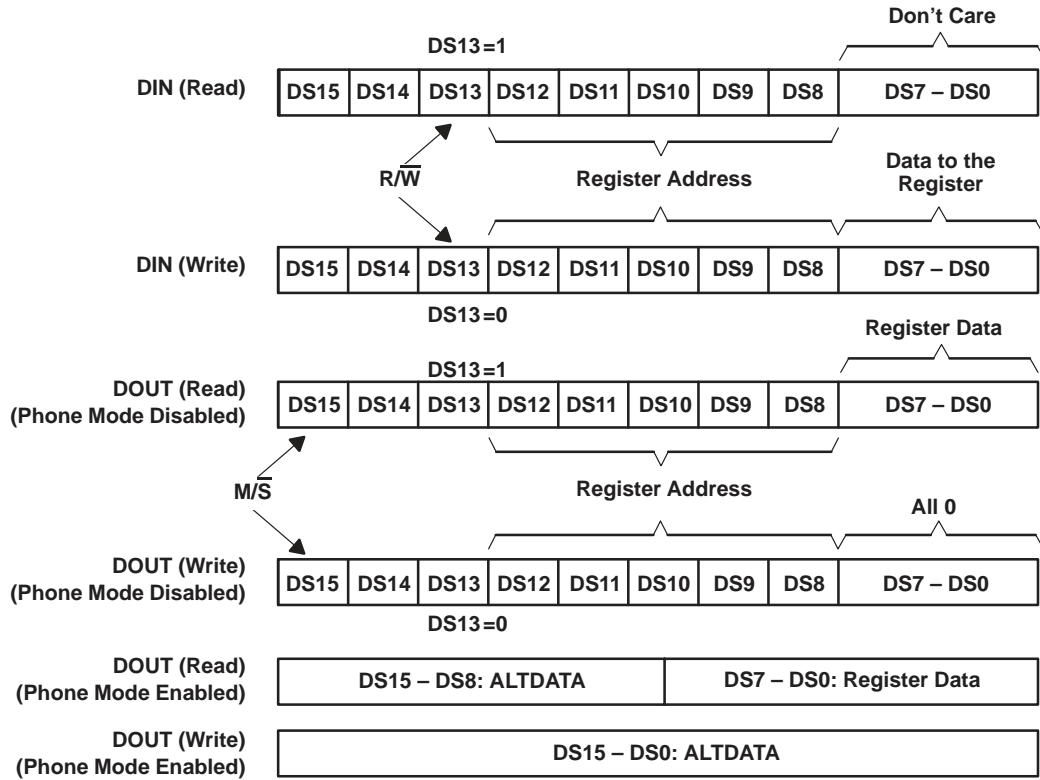 Don't Care
DS13=1
DIN (Read)
DS15 DS14 DS13 DS12 DS11 DS10 DS9 DS8 DS7 – DS0
R/W̅
Register Address
Data to the
Register
DIN (Write)
DS15 DS14 DS13 DS12 DS11 DS10 DS9 DS8 DS7 – DS0
DS13=0
Register Data
DS13=1
DOUT (Read)
(Phone Mode Disabled)
DS15 DS14 DS13 DS12 DS11 DS10 DS9 DS8 DS7 – DS0
M/S̅
Register Address
All 0
DOUT (Write)
(Phone Mode Disabled)
DS15 DS14 DS13 DS12 DS11 DS10 DS9 DS8 DS7 – DS0
DS13=0
DOUT (Read)
(Phone Mode Enabled)
DS15 – DS8: ALTDATA DS7 – DS0: Register Data
DOUT (Write)
(Phone Mode Enabled)
DS15 – DS0: ALTDATA